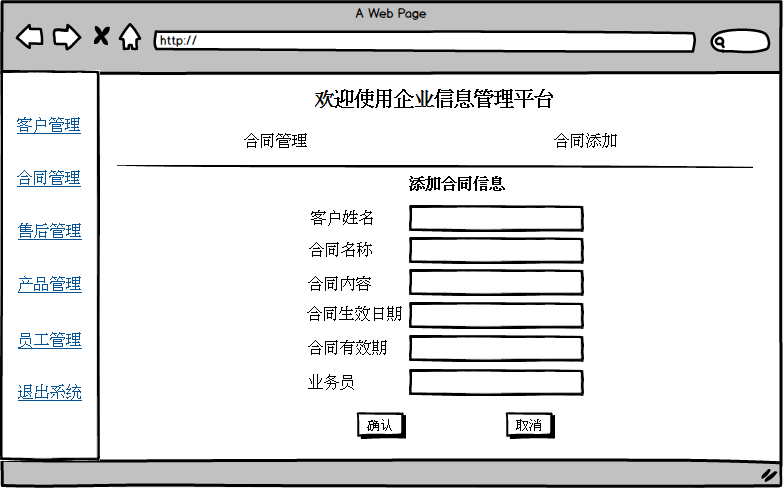 A Web Page
http://
欢迎使用企业信息管理平台
客户管理
合同管理
售后管理
产品管理
员工管理
退出系统
合同管理 合同添加
添加合同信息
客户姓名
合同名称
合同内容
合同生效日期
合同有效期
业务员
确认 取消